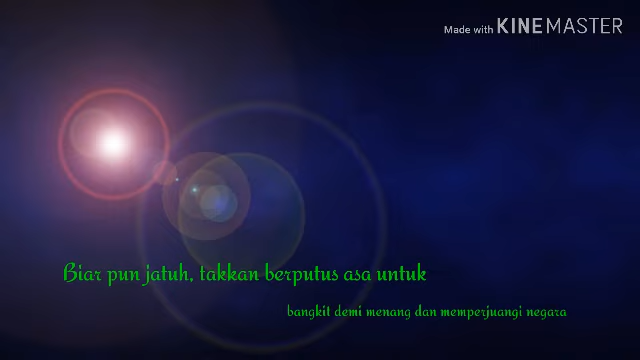 Made with KINEMASTER
Biar pun jatuh, takkan berputus asa untuk
bangkit demi menang dan memperjuangi negara